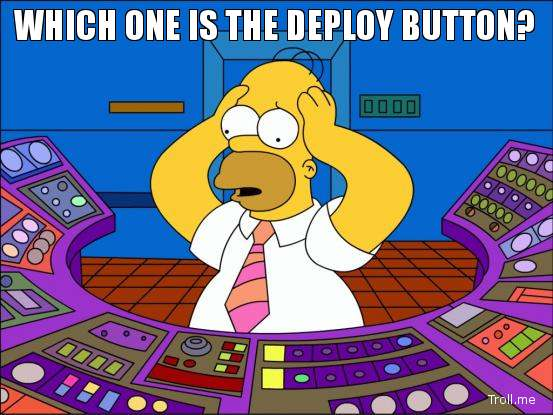 WHICH ONE IS THE DEPLOY BUTTON?
Troll.me